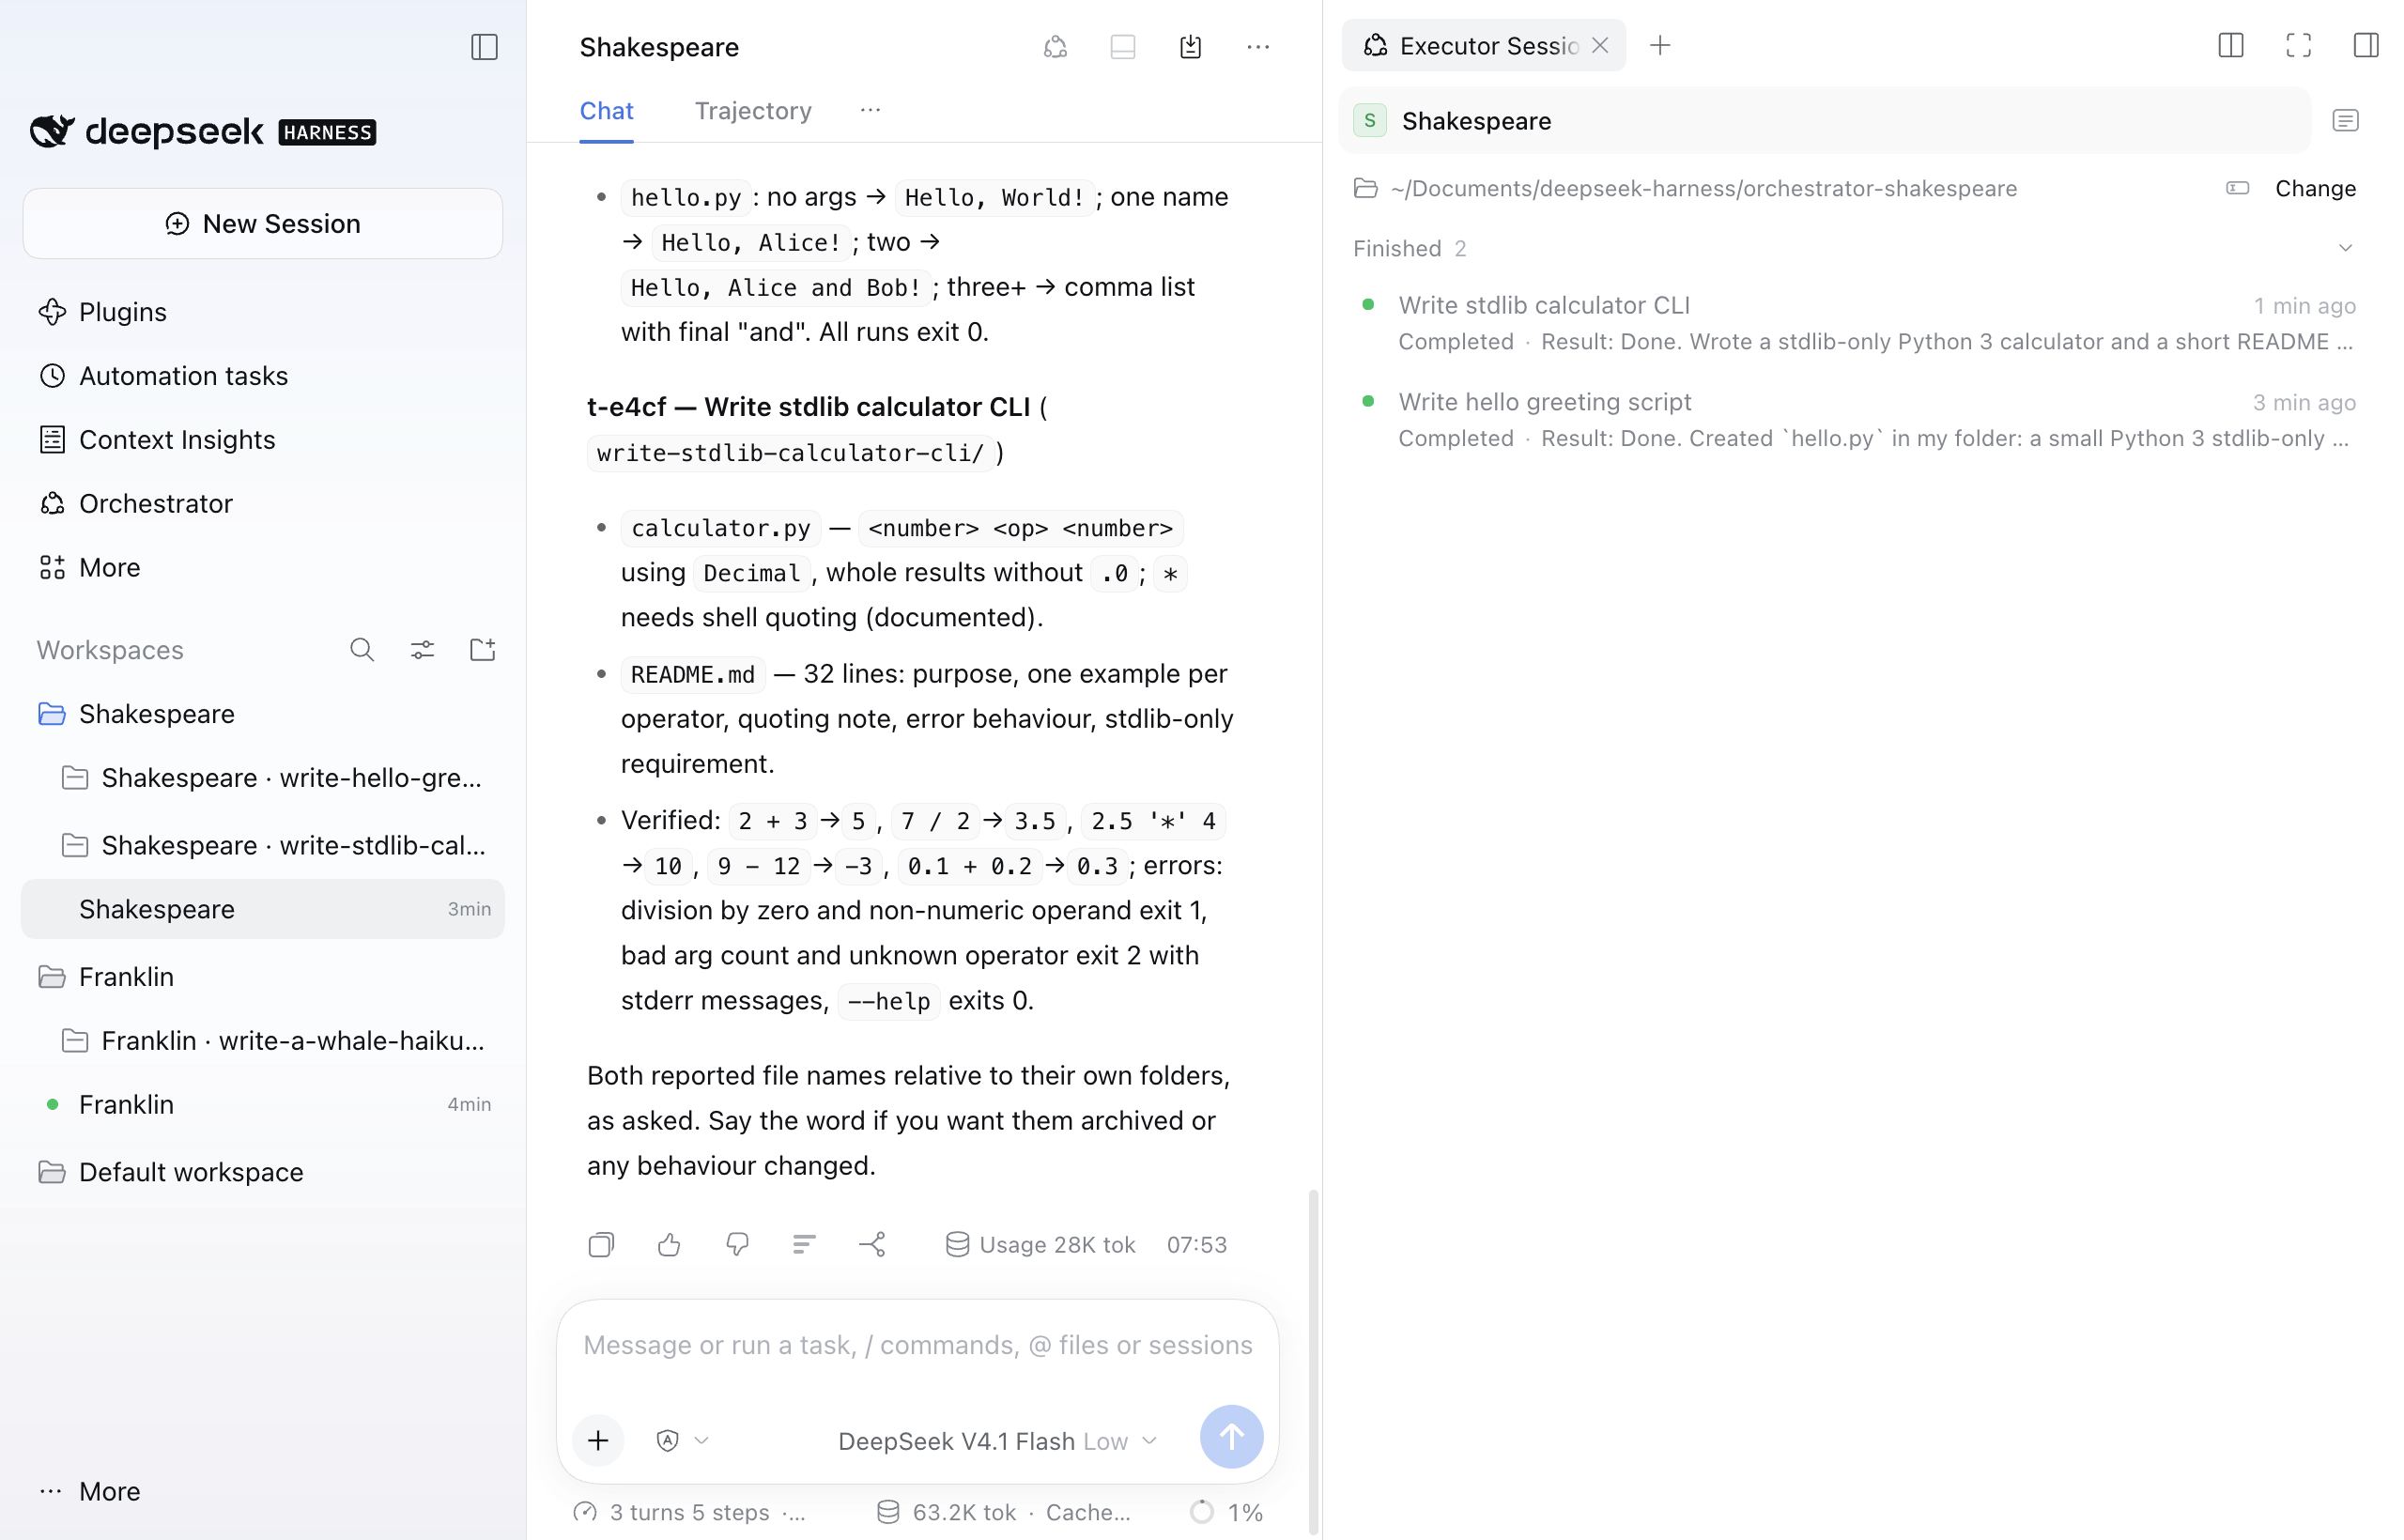 deepseek HARNESS
New Session
Plugins
Automation tasks
Context Insights
Orchestrator
More
Workspaces
Shakespeare
Shakespeare · write-hello-gre...
Shakespeare · write-stdlib-cal...
Shakespeare 3min
Franklin
Franklin · write-a-whale-haiku...
Franklin 4min
Default workspace
More
Shakespeare
Chat Trajectory
hello.py : no args → Hello, World! ; one name
→ Hello, Alice! ; two →
Hello, Alice and Bob! ; three+ → comma list
with final "and". All runs exit 0.
t-e4cf — Write stdlib calculator CLI (
write-stdlib-calculator-cli/ )
calculator.py — <number> <op> <number>
using Decimal , whole results without .0 ; *
needs shell quoting (documented).
README.md — 32 lines: purpose, one example per
operator, quoting note, error behaviour, stdlib-only
requirement.
Verified: 2 + 3 → 5 , 7 / 2 → 3.5 , 2.5 '*' 4
→ 10 , 9 - 12 → -3 , 0.1 + 0.2 → 0.3 ; errors:
division by zero and non-numeric operand exit 1,
bad arg count and unknown operator exit 2 with
stderr messages, --help exits 0.
Both reported file names relative to their own folders,
as asked. Say the word if you want them archived or
any behaviour changed.
Usage 28K tok 07:53
Message or run a task, / commands, @ files or sessions
DeepSeek V4.1 Flash Low
3 turns 5 steps ·... 63.2K tok · Cache... 1%
Executor Sessio
S Shakespeare
~/Documents/deepseek-harness/orchestrator-shakespeare Change
Finished 2
Write stdlib calculator CLI 1 min ago
Completed · Result: Done. Wrote a stdlib-only Python 3 calculator and a short README ...
Write hello greeting script 3 min ago
Completed · Result: Done. Created `hello.py` in my folder: a small Python 3 stdlib-only ...